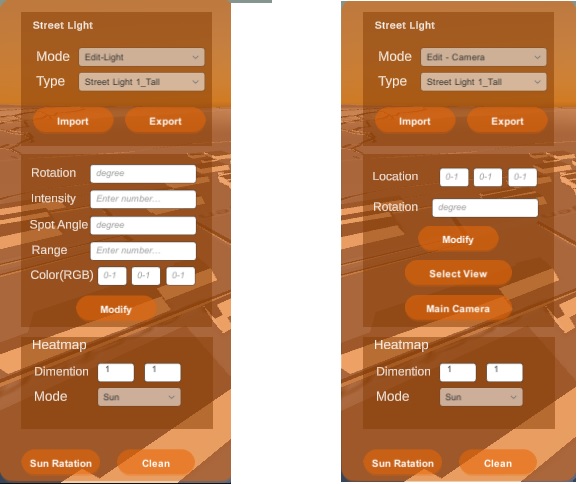 Street Light
Mode Edit-Light
Type Street Light 1_Tall
Import Export
Rotation degree
Intensity Enter number...
Spot Angle degree
Range Enter number...
Color(RGB) 0-1 0-1 0-1
Modify
Heatmap
Dimention 1 1
Mode Sun
Sun Ratation Clean
Street Light
Mode Edit - Camera
Type Street Light 1_Tall
Import Export
Location 0-1 0-1 0-1
Rotation degree
Modify
Select View
Main Camera
Heatmap
Dimention 1 1
Mode Sun
Sun Ratation Clean